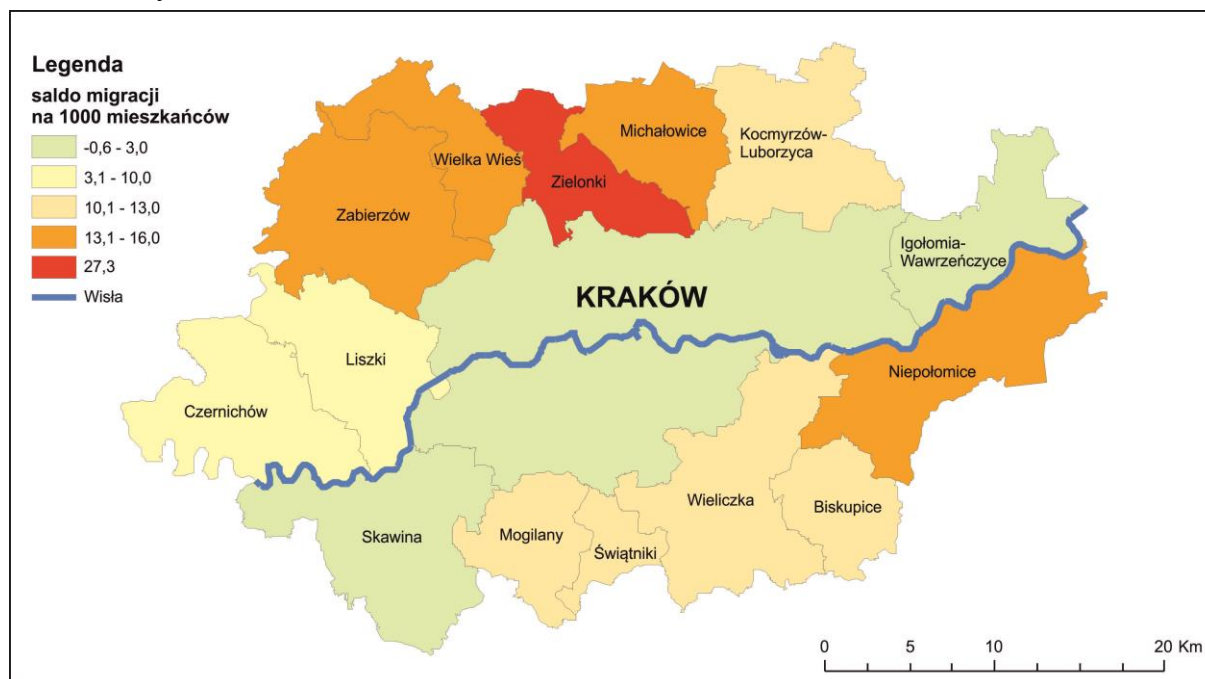 Legenda
saldo migracji
na 1000 mieszkańców
-0,6 - 3,0
3,1 - 10,0
10,1 - 13,0
13,1 - 16,0
27,3
Wisła
Michałowice
Kocmyrzów-
Luborzyca
Wielka Wieś
Zielonki
Zabierzów
Igołomia-
Wawrzeńczyce
KRAKÓW
Liszki
Niepołomice
Czernichów
Wieliczka
Biskupice
Skawina
Mogilany
Świątniki
0 5 10 20 Km